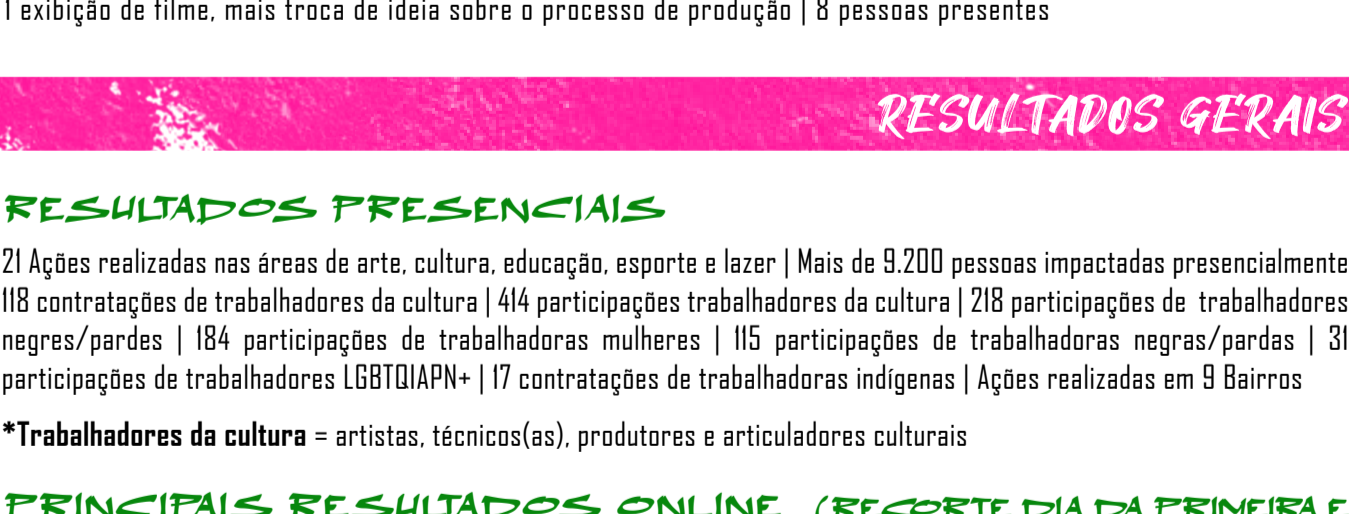 1 exibição de filme, mais troca de ideia sobre o processo de produção | 8 pessoas presentes
RESULTADOS GERAIS
RESULTADOS PRESENCIAIS
21 Ações realizadas nas áreas de arte, cultura, educação, esporte e lazer | Mais de 9.200 pessoas impactadas presencialmente
118 contratações de trabalhadores da cultura | 414 participações trabalhadores da cultura | 218 participações de trabalhadores
negres/pardes | 184 participações de trabalhadoras mulheres | 115 participações de trabalhadoras negras/pardas | 31
participações de trabalhadores LGBTQIAPN+ | 17 contratações de trabalhadoras indígenas | Ações realizadas em 9 Bairros
*Trabalhadores da cultura = artistas, técnicos(as), produtores e articuladores culturais
PRINCIPAIS RESULTADOS ONLINE (RECORTE DIA DA PRIMEIRA E